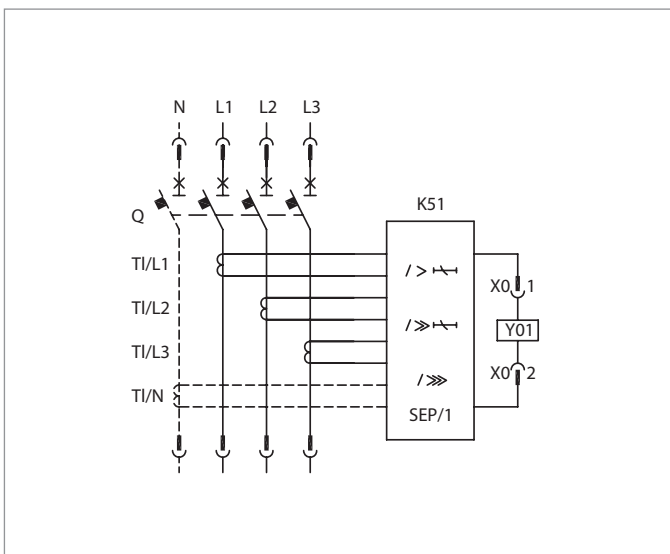 N L1 L2 L3
K51
Q
TI/L1
/ >
X0 1
TI/L2
/ ≫
Y01
TI/L3
X0 2
/ ⋙
TI/N
SEP/1